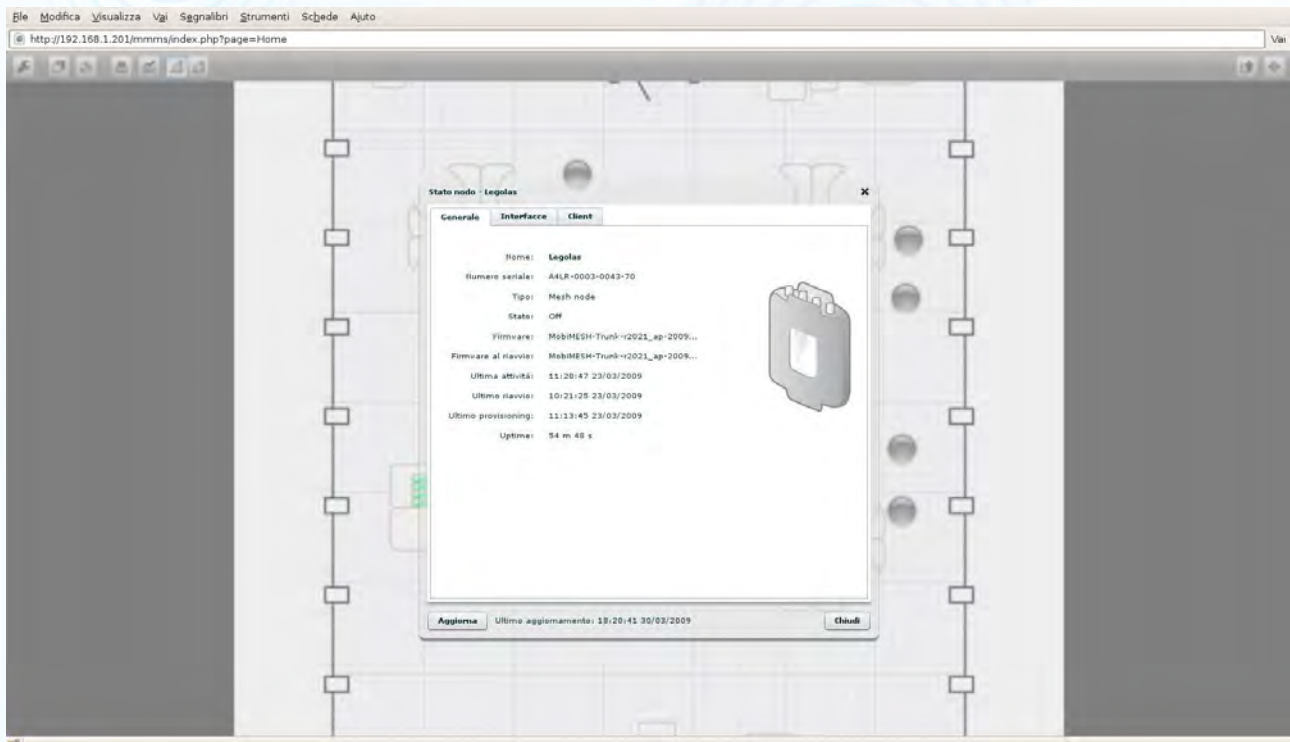 File Modifica Visualizza Vai Segnalibri Strumenti Schede Aiuto
http://192.168.1.201/mmms/index.php?page=Home Vai
Stato nodo - Legolas
Generale Interfacce Client
Nome: Legolas
Numero seriale: A4LR-0003-0043-70
Tipo: Mesh node
Stato: Off
Firmware: MobiMESH-Trunk-r2021_ap-2009...
Firmware al riavvio: MobiMESH-Trunk-r2021_ap-2009...
Ultima attività: 11:20:47 23/03/2009
Ultimo riavvio: 10:21:25 23/03/2009
Ultimo provisioning: 11:13:45 23/03/2009
Uptime: 54 m 48 s
Aggiorna Ultimo aggiornamento: 18:20:41 30/03/2009 Chiudi